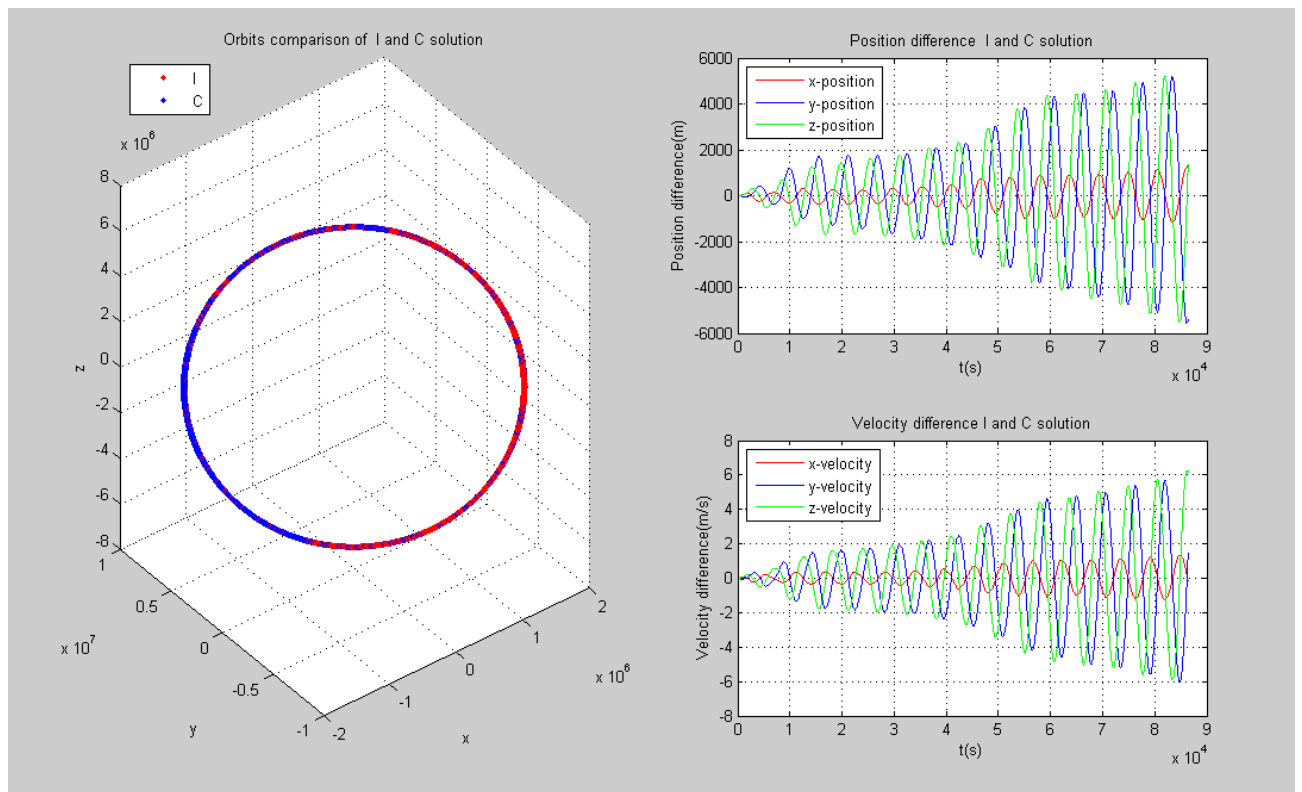 Orbits comparison of I and C solution
I
C
x 10^6
8
6
4
2
0
-2
-4
-6
-8
z
1
0.5
0
-0.5
-1
x 10^7
y
-2
-1
0
1
2
x 10^6
x
Position difference I and C solution
x-position
y-position
z-position
6000
4000
2000
0
-2000
-4000
-6000
Position difference(m)
0 1 2 3 4 5 6 7 8 9
x 10^4
t(s)
Velocity difference I and C solution
x-velocity
y-velocity
z-velocity
8
6
4
2
0
-2
-4
-6
-8
Velocity difference(m/s)
0 1 2 3 4 5 6 7 8 9
x 10^4
t(s)